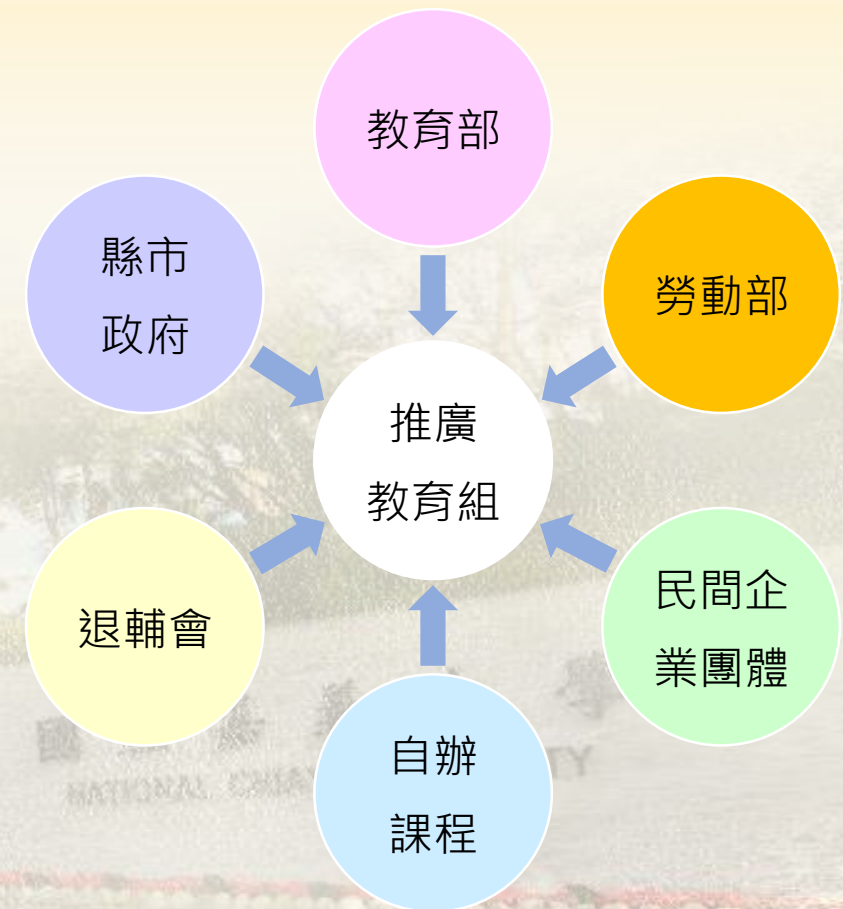 教育部
縣市
政府
勞動部
推廣
教育組
退輔會
民間企
業團體
自辦
課程
NATIONAL